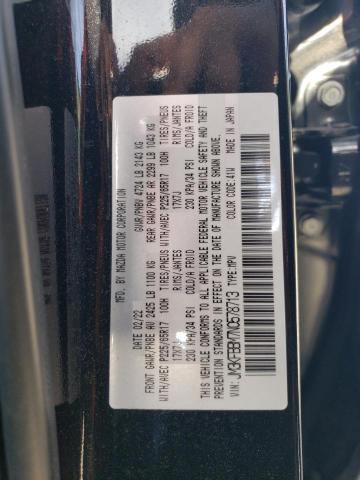 MFD BY MAZDA MOTOR CORPORATION
DATE: 02/22 GVWR/PNBV 4724 LB 2143 KG
FRONT GAWR/PNBE AV 2425 LB 1100 KG REAR GAWR/PNBE AR 2299 LB 1043 KG
WITH/AVEC P225/65R17 100H TIRES/PNEUS WITH/AVEC P225/65R17 100H TIRES/PNEUS
17X7J RIMS/JANTES 17X7J RIMS/JANTES
230 KPA/34 PSI COLD/A FROID 230 KPA/34 PSI COLD/A FROID
THIS VEHICLE CONFORMS TO ALL APPLICABLE FEDERAL MOTOR VEHICLE SAFETY AND THEFT
PREVENTION STANDARDS IN EFFECT ON THE DATE OF MANUFACTURE SHOWN ABOVE.
VIN: TYPE: MPV COLOR CODE: 41W MADE IN JAPAN